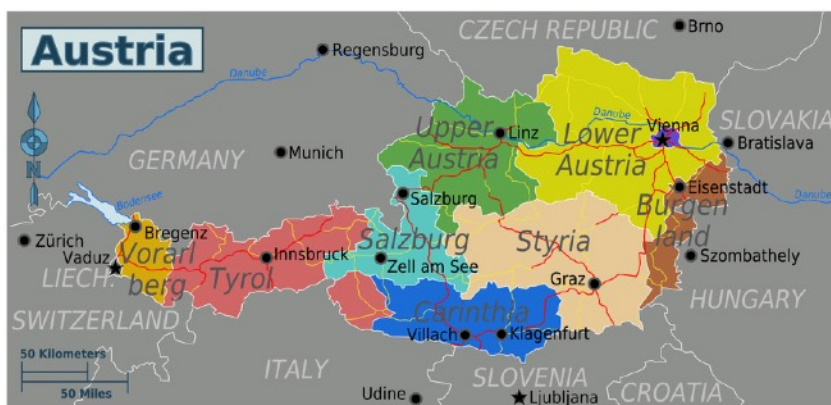 Austria
CZECH REPUBLIC
Brno
Regensburg
Danube
SLOVAKIA
Danube
Vienna
Upper
Austria
Linz
Lower
Austria
Bratislava
GERMANY
Munich
N
Eisenstadt
Danube
Bodensee
Salzburg
Burgen
land
Bregenz
Zürich
Vaduz
Vorarl
berg
Innsbruck
Tyrol
Salzburg
Zell am See
Styria
Szombathely
LIECH.
Graz
HUNGARY
SWITZERLAND
Carinthia
Villach
Klagenfurt
50 Kilometers
50 Miles
ITALY
SLOVENIA
CROATIA
Udine
Ljubljana